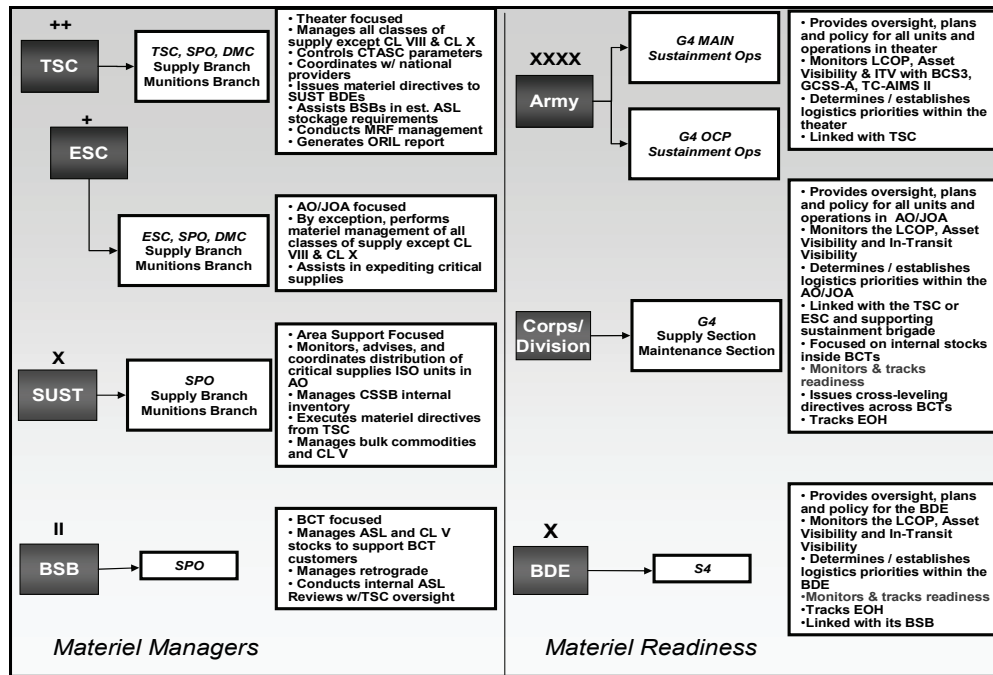 ++
TSC
TSC, SPO, DMC
Supply Branch
Munitions Branch
• Theater focused
• Manages all classes of
supply except CL VIII & CL X
• Controls CTASC parameters
• Coordinates w/ national
providers
• Issues materiel directives to
SUST BDEs
• Assists BSBs in est. ASL
stockage requirements
• Conducts MRF management
• Generates ORIL report
+
ESC
ESC, SPO, DMC
Supply Branch
Munitions Branch
• AO/JOA focused
• By exception, performs
materiel management of all
classes of supply except CL
VIII & CL X
• Assists in expediting critical
supplies
X
SUST
SPO
Supply Branch
Munitions Branch
• Area Support Focused
• Monitors, advises, and
coordinates distribution of
critical supplies ISO units in
AO
• Manages CSSB internal
inventory
• Executes materiel directives
from TSC
• Manages bulk commodities
and CL V
II
BSB
SPO
• BCT focused
• Manages ASL and CL V
stocks to support BCT
customers
• Manages retrograde
• Conducts internal ASL
Reviews w/TSC oversight
Materiel Managers
XXXX
Army
G4 MAIN
Sustainment Ops
G4 OCP
Sustainment Ops
• Provides oversight, plans
and policy for all units and
operations in theater
• Monitors LCOP, Asset
Visibility & ITV with BCS3,
GCSS-A, TC-AIMS II
• Determines / establishes
logistics priorities within the
theater
• Linked with TSC
Corps/
Division
G4
Supply Section
Maintenance Section
• Provides oversight, plans
and policy for all units and
operations in  AO/JOA
• Monitors the LCOP, Asset
Visibility and In-Transit
Visibility
• Determines / establishes
logistics priorities within the
AO/JOA
• Linked with the TSC or
ESC and supporting
sustainment brigade
• Focused on internal stocks
inside BCTs
• Monitors & tracks
readiness
• Issues cross-leveling
directives across BCTs
• Tracks EOH
X
BDE
S4
• Provides oversight, plans
and policy for the BDE
• Monitors the LCOP, Asset
Visibility and In-Transit
Visibility
• Determines / establishes
logistics priorities within the
BDE
•Monitors & tracks readiness
• Tracks EOH
• Linked with its BSB
Materiel Readiness